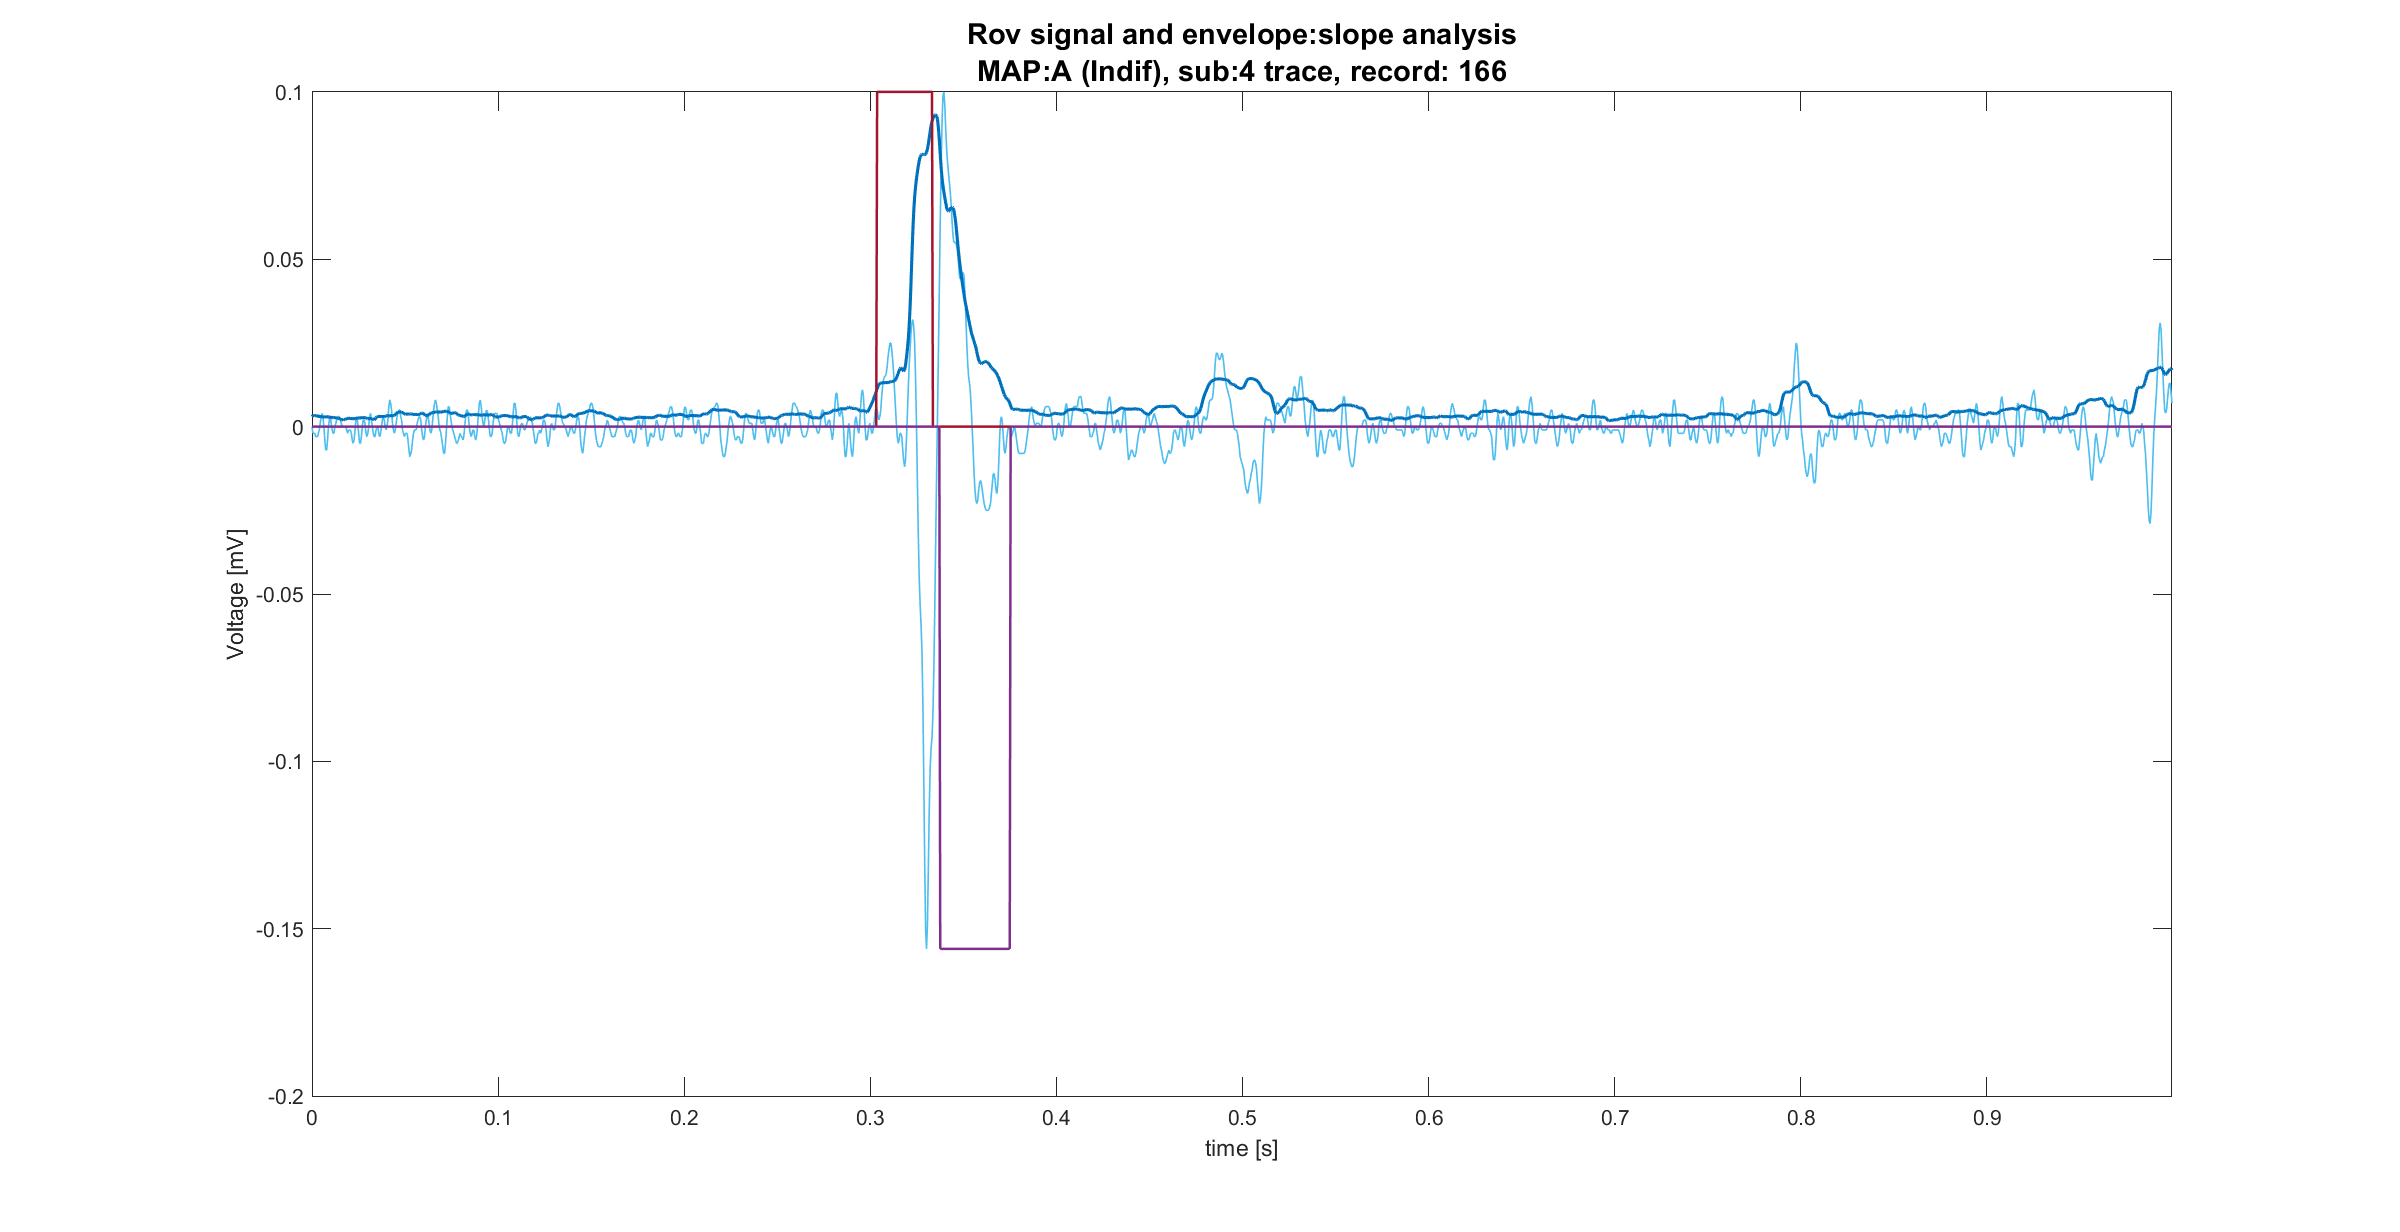 Rov signal and envelope:slope analysis
MAP:A (Indif), sub:4 trace, record: 166
0.1
0.05
0
-0.05
-0.1
-0.15
-0.2
Voltage [mV]
0 0.1 0.2 0.3 0.4 0.5 0.6 0.7 0.8 0.9
time [s]